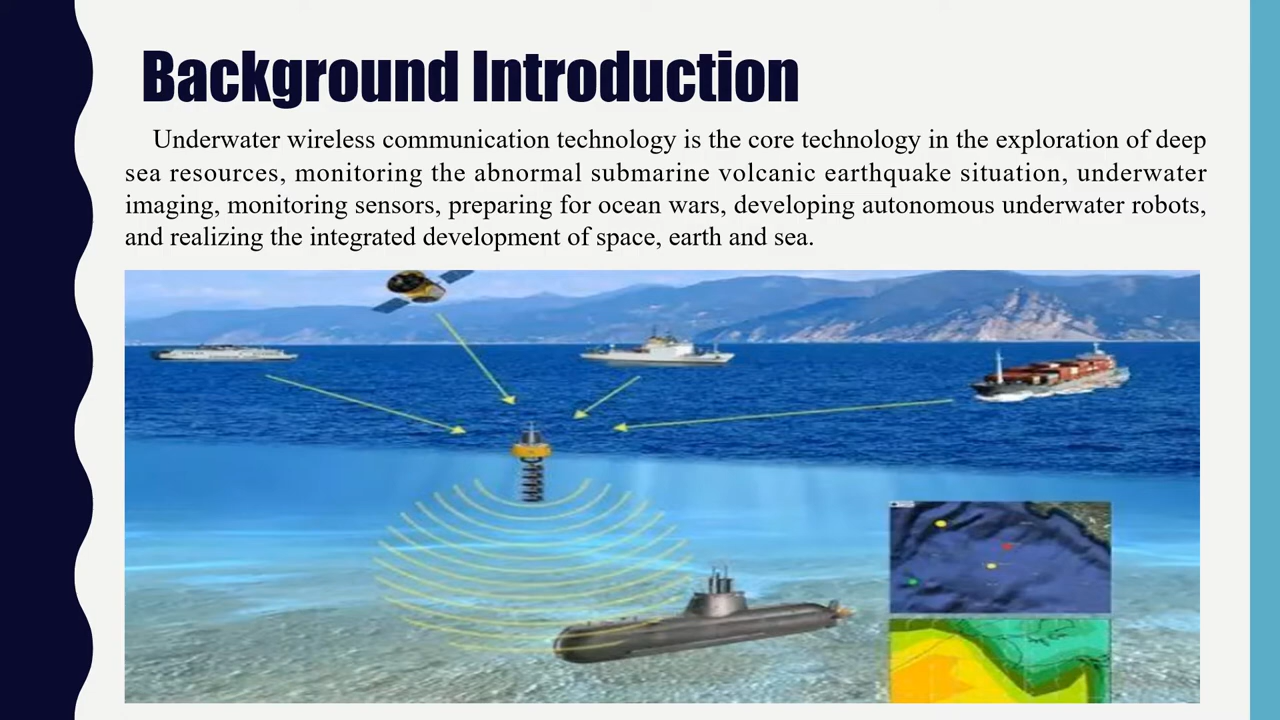 Background Introduction
Underwater wireless communication technology is the core technology in the exploration of deep
sea resources, monitoring the abnormal submarine volcanic earthquake situation, underwater
imaging, monitoring sensors, preparing for ocean wars, developing autonomous underwater robots,
and realizing the integrated development of space, earth and sea.